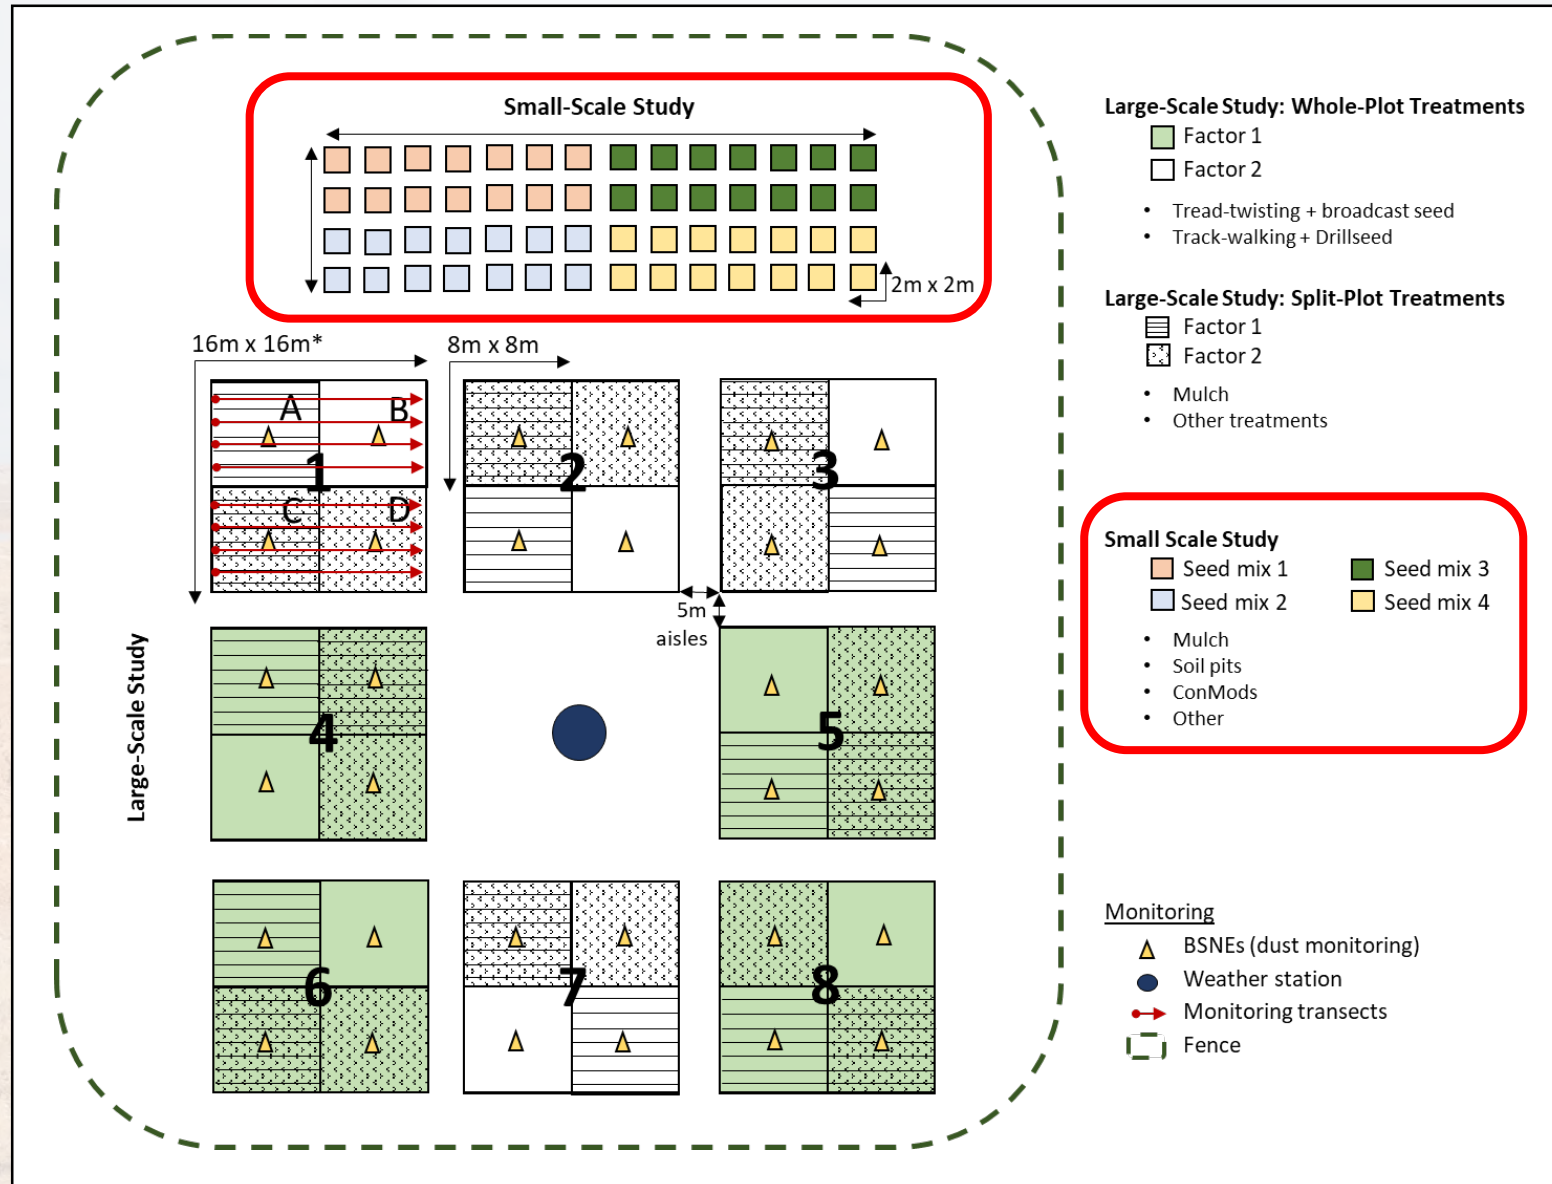 Small-Scale Study
2m x 2m
16m x 16m*
8m x 8m
A
B
1
C
D
2
3
5m
aisles
Large-Scale Study
4
5
6
7
8
Large-Scale Study: Whole-Plot Treatments
Factor 1
Factor 2
• Tread-twisting + broadcast seed
• Track-walking + Drillseed
Large-Scale Study: Split-Plot Treatments
Factor 1
Factor 2
• Mulch
• Other treatments
Small Scale Study
Seed mix 1
Seed mix 3
Seed mix 2
Seed mix 4
• Mulch
• Soil pits
• ConMods
• Other
Monitoring
BSNEs (dust monitoring)
Weather station
Monitoring transects
Fence